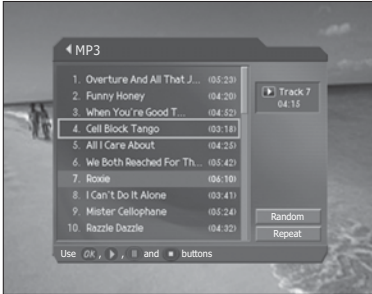 MP3
1. Overture And All That J... (05:23)
2. Funny Honey (04:20)
3. When You're Good T... (04:52)
4. Cell Block Tango (03:18)
5. All I Care About (04:25)
6. We Both Reached For Th... (05:42)
7. Roxie (06:10)
8. I Can't Do It Alone (03:41)
9. Mister Cellophane (05:24)
10. Razzle Dazzle (04:32)
Track 7
04:15
Random
Repeat
Use OK, , and buttons